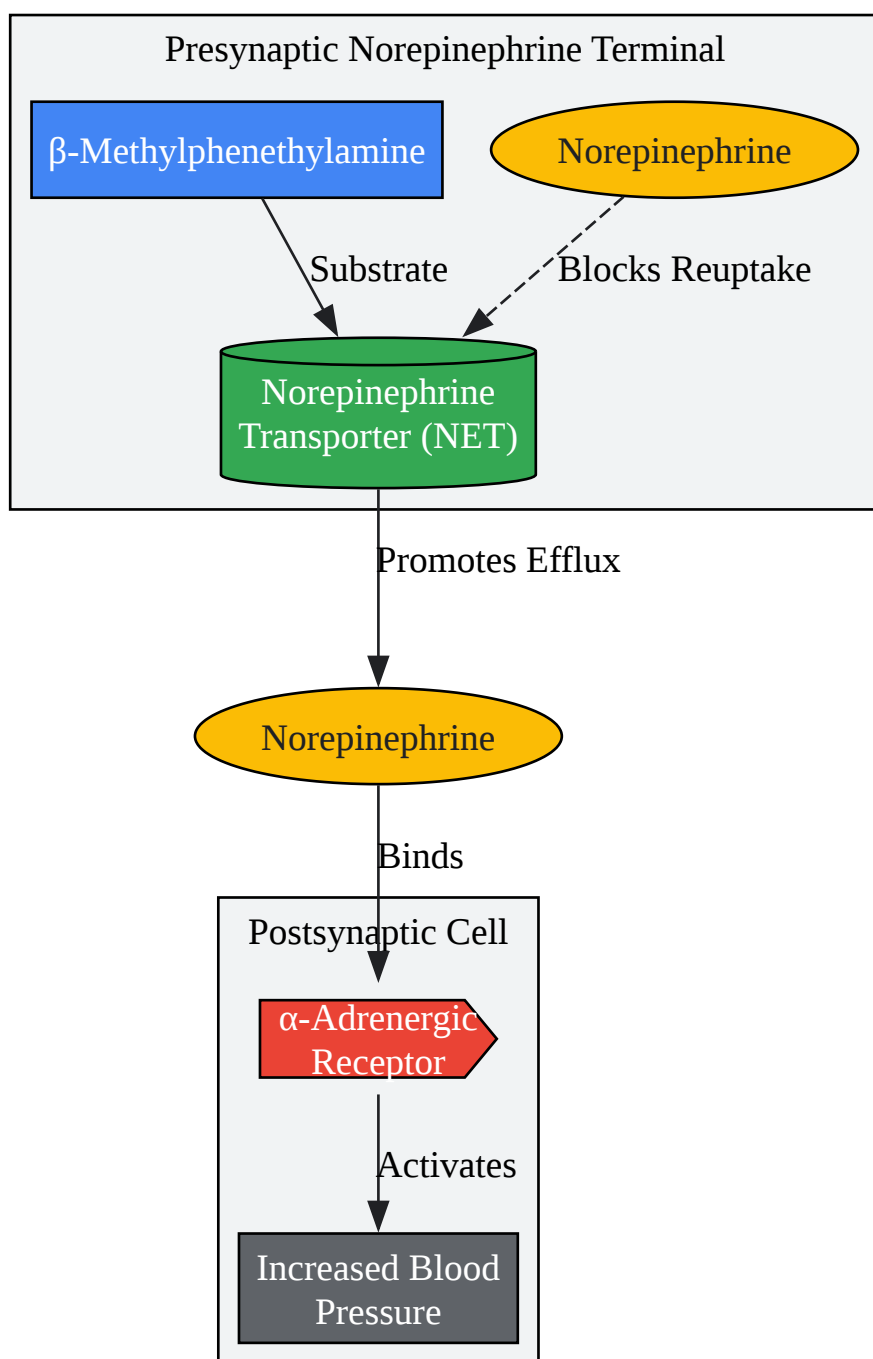 Presynaptic Norepinephrine Terminal
β-Methylphenethylamine
Norepinephrine
Substrate
Blocks Reuptake
Norepinephrine
Transporter (NET)
Promotes Efflux
Norepinephrine
Binds
Postsynaptic Cell
α-Adrenergic
Receptor
Activates
Increased Blood
Pressure